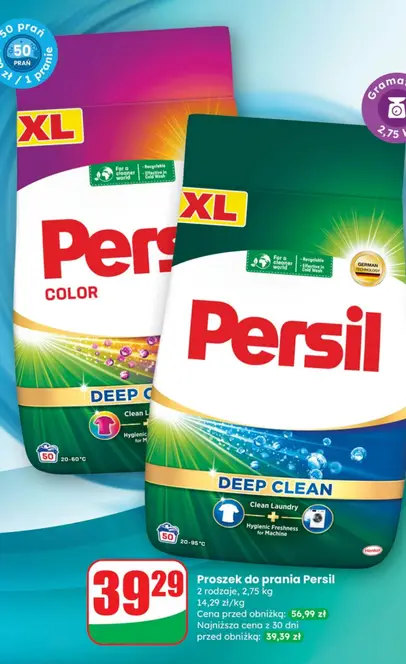 50 prań
50
PRAŃ
zł / 1 pranie
2,75
XL
For a
cleaner
world
• Recyclable
• Effective in
Cold Wash
Pers
COLOR
DEEP C
Clean L
Hygienic
for M
50
20-60°C
XL
For a
cleaner
world
• Recyclable
• Effective in
Cold Wash
GERMAN
TECHNOLOGY
Persil
DEEP CLEAN
Clean Laundry
+
Hygienic Freshness
for Machine
50
20-95°C
Henkel
39 29
Proszek do prania Persil
2 rodzaje, 2,75 kg
14,29 zł/kg
Cena przed obniżką: 56,99 zł
Najniższa cena z 30 dni
przed obniżką: 39,39 zł